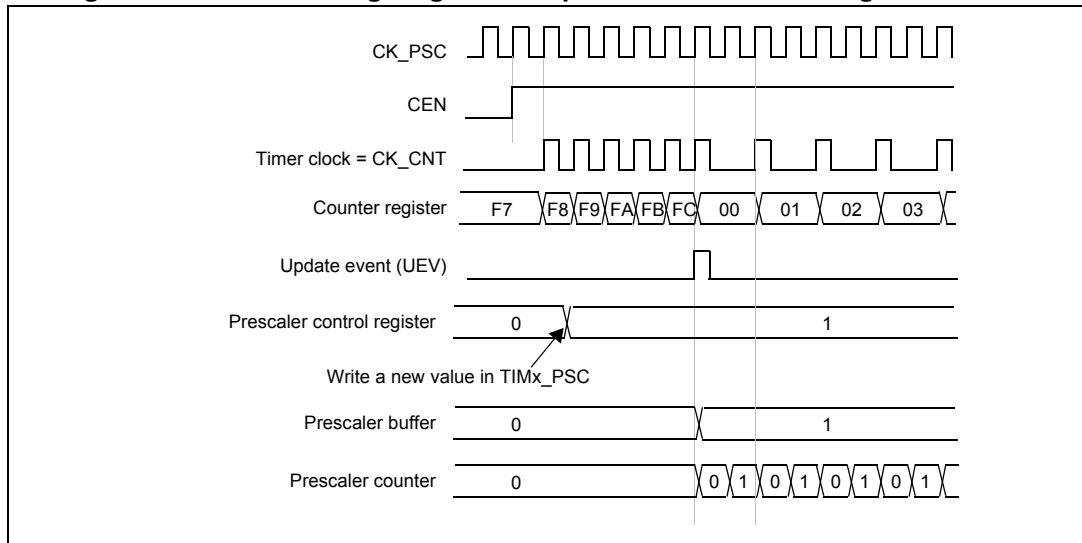 CK_PSC
CEN
Timer clock = CK_CNT
Counter register F7 F8 F9 FA FB FC 00 01 02 03
Update event (UEV)
Prescaler control register 0 1
Write a new value in TIMx_PSC
Prescaler buffer 0 1
Prescaler counter 0 0 1 0 1 0 1 0 1